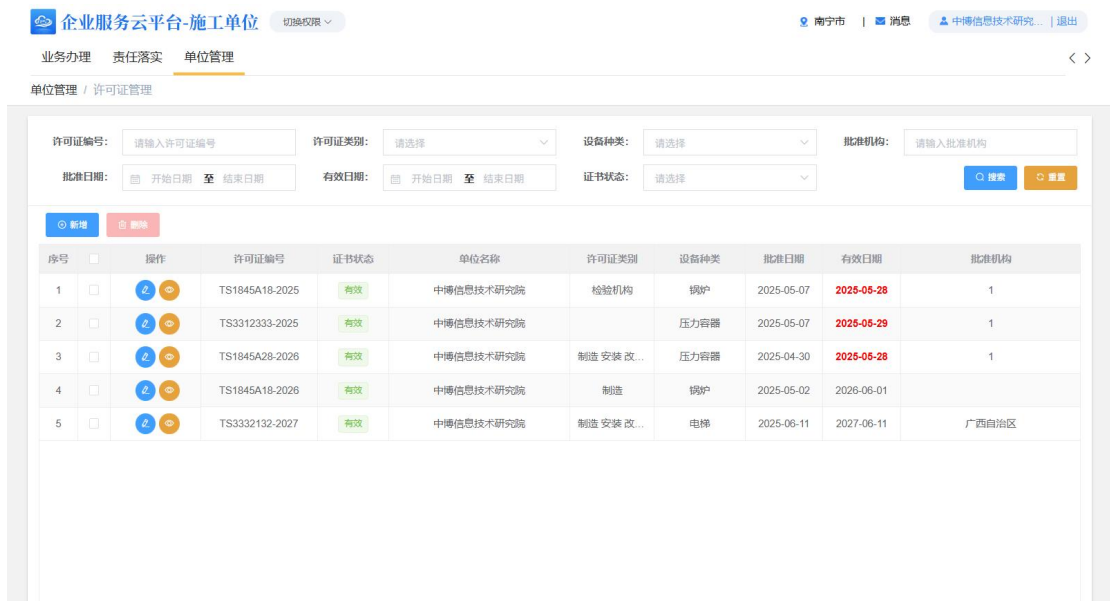 企业服务云平台-施工单位 切换权限 南宁市 | 消息 中博信息技术研究... | 退出
业务办理 责任落实 单位管理
单位管理 / 许可证管理
许可证编号: 请输入许可证编号 许可证类别: 请选择 设备种类: 请选择 批准机构: 请输入批准机构
批准日期: 开始日期 至 结束日期 有效日期: 开始日期 至 结束日期 证书状态: 请选择 搜索 重置
新增 删除
序号 操作 许可证编号 证书状态 单位名称 许可证类别 设备种类 批准日期 有效日期 批准机构
1 TS1845A18-2025 有效 中博信息技术研究院 检验机构 锅炉 2025-05-07 2025-05-28 1
2 TS3312333-2025 有效 中博信息技术研究院 压力容器 2025-05-07 2025-05-29 1
3 TS1845A28-2026 有效 中博信息技术研究院 制造 安装 改... 压力容器 2025-04-30 2025-05-28 1
4 TS1845A18-2026 有效 中博信息技术研究院 制造 锅炉 2025-05-02 2026-06-01
5 TS3332132-2027 有效 中博信息技术研究院 制造 安装 改... 电梯 2025-06-11 2027-06-11 广西自治区